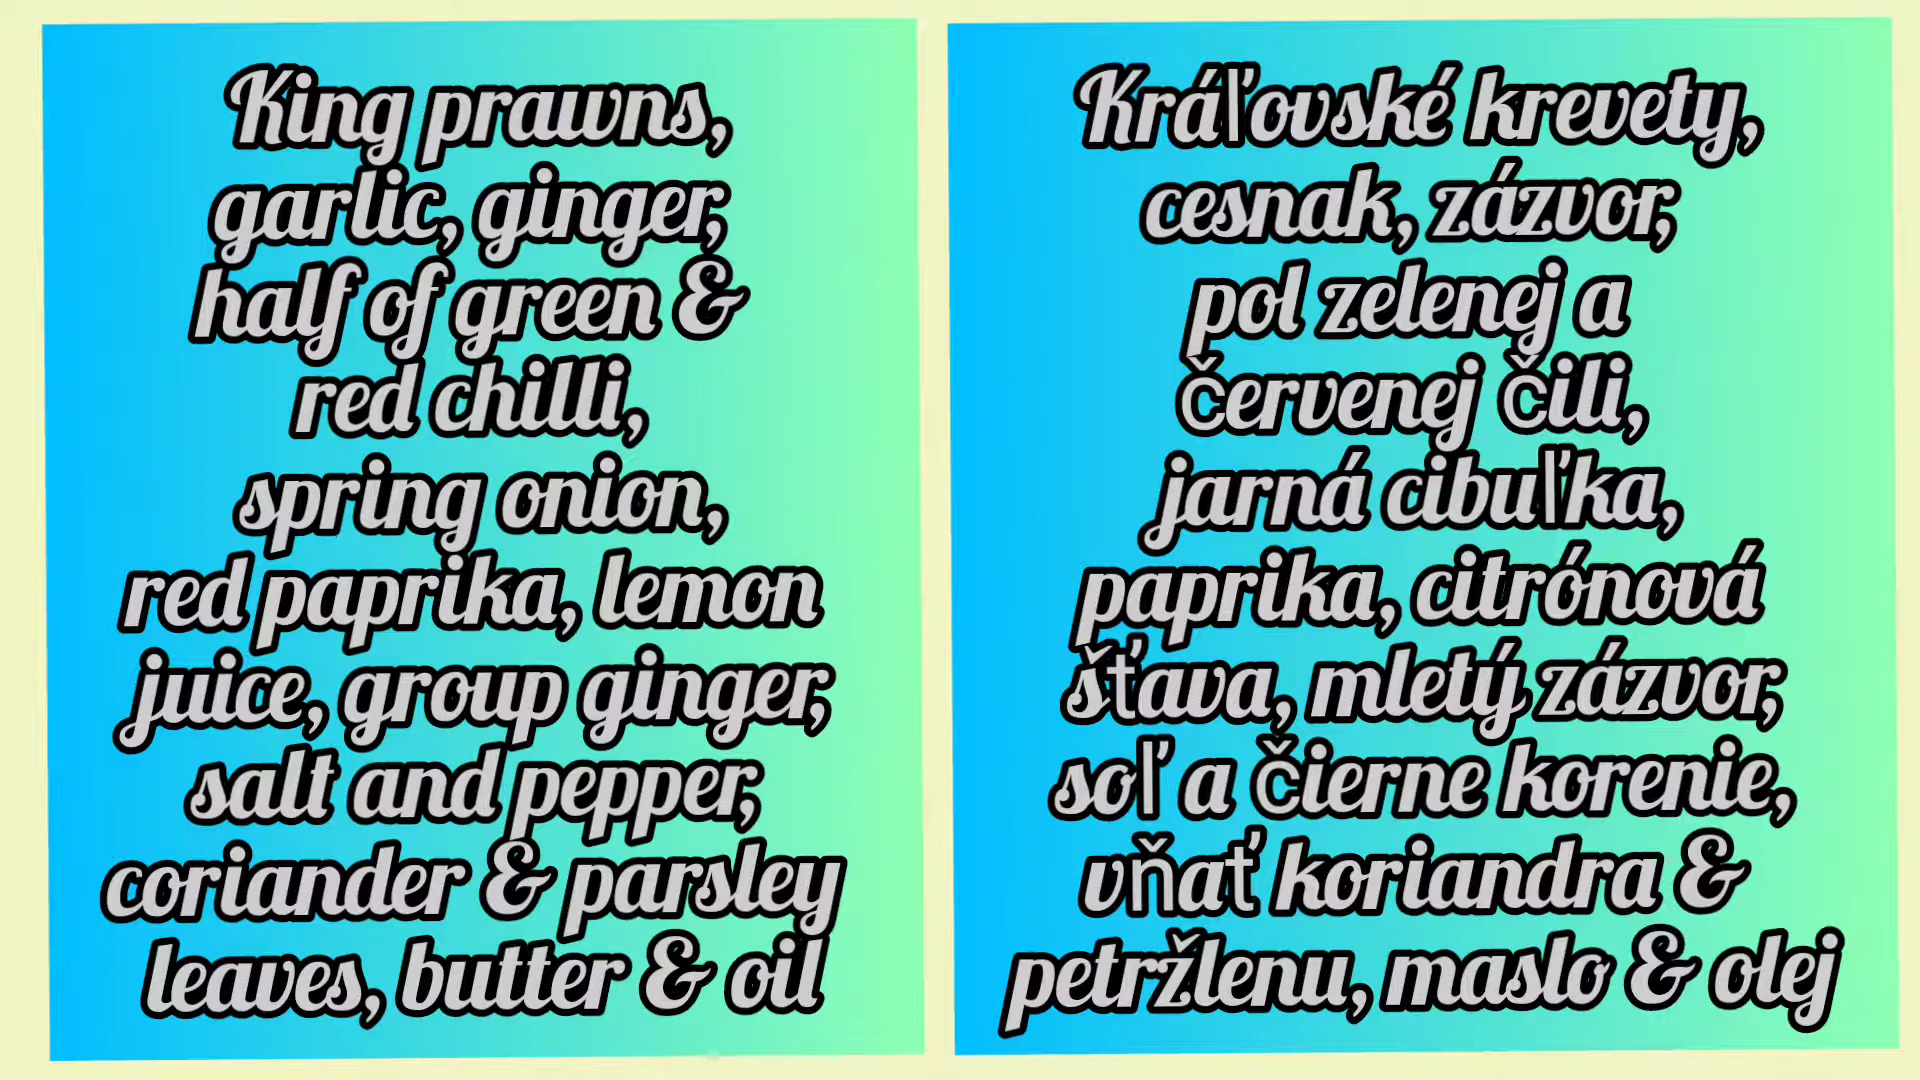 King prawns,
garlic, ginger,
half of green &
red chilli,
spring onion,
red paprika, lemon
juice, group ginger,
salt and pepper,
coriander & parsley
leaves, butter & oil
Kráľovské krevety,
cesnak, zázvor,
pol zelenej a
červenej čili,
jarná cibuľka,
paprika, citrónová
šťava, mletý zázvor,
soľ a čierne korenie,
vňať koriandra &
petržlenu, maslo & olej